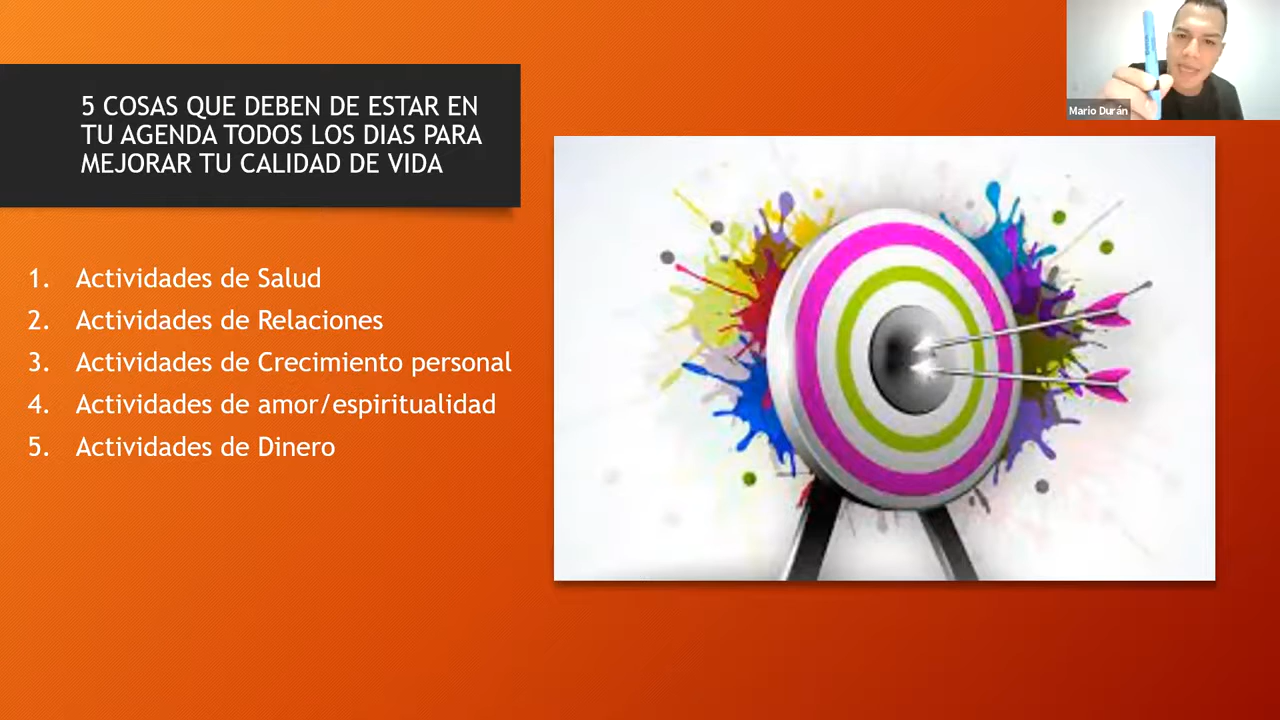 5 COSAS QUE DEBEN DE ESTAR EN
TU AGENDA TODOS LOS DIAS PARA
MEJORAR TU CALIDAD DE VIDA
1. Actividades de Salud
2. Actividades de Relaciones
3. Actividades de Crecimiento personal
4. Actividades de amor/espiritualidad
5. Actividades de Dinero
Mario Durán